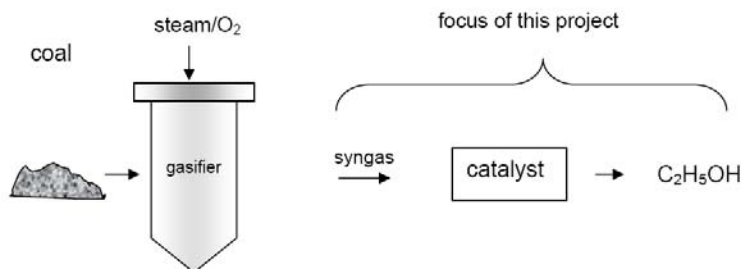 steam/O₂
focus of this project
coal
gasifier
syngas
catalyst
C₂H₅OH